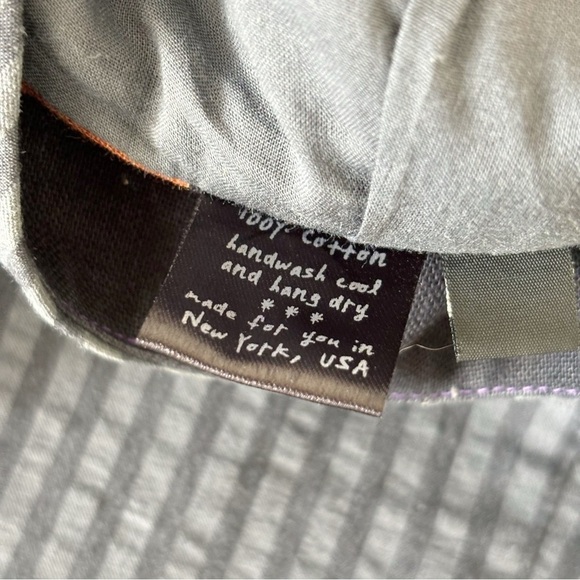 100% cotton
handwash cool
and hang dry
***
made for you in
New York, USA